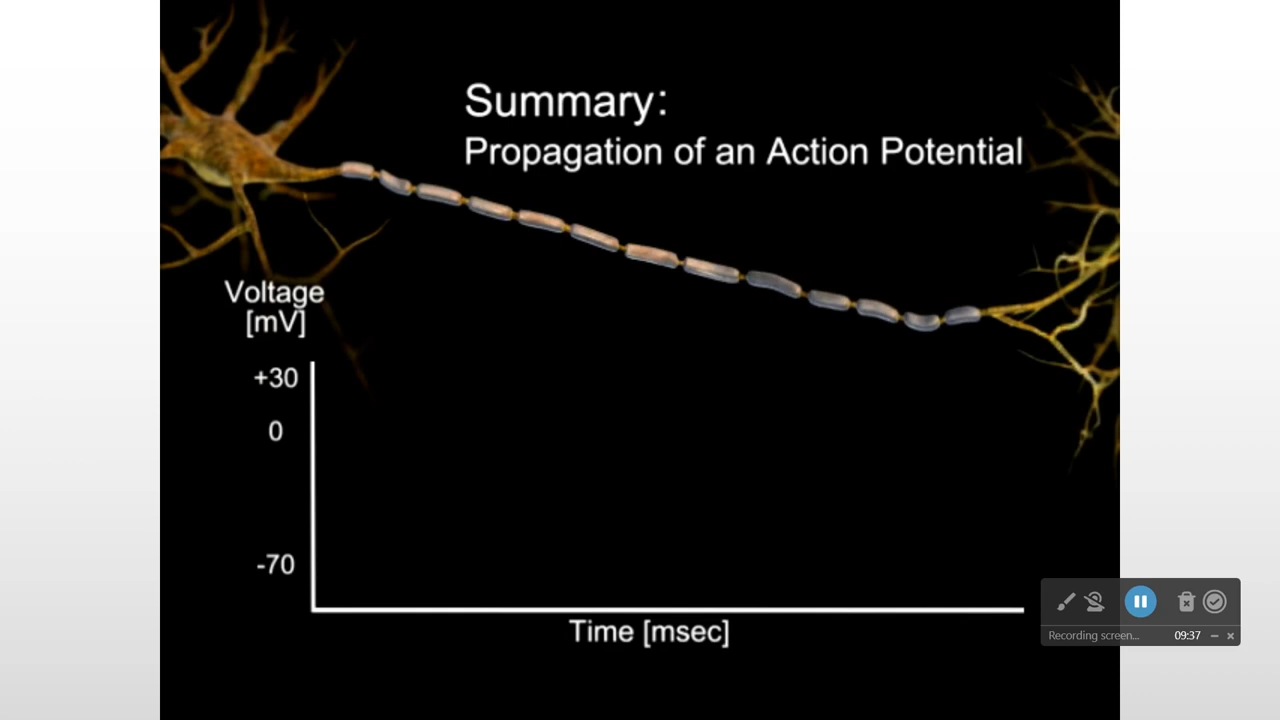 Summary:
Propagation of an Action Potential
Voltage
[mV]
+30
0
-70
Time [msec]
Recording screen...
09:37